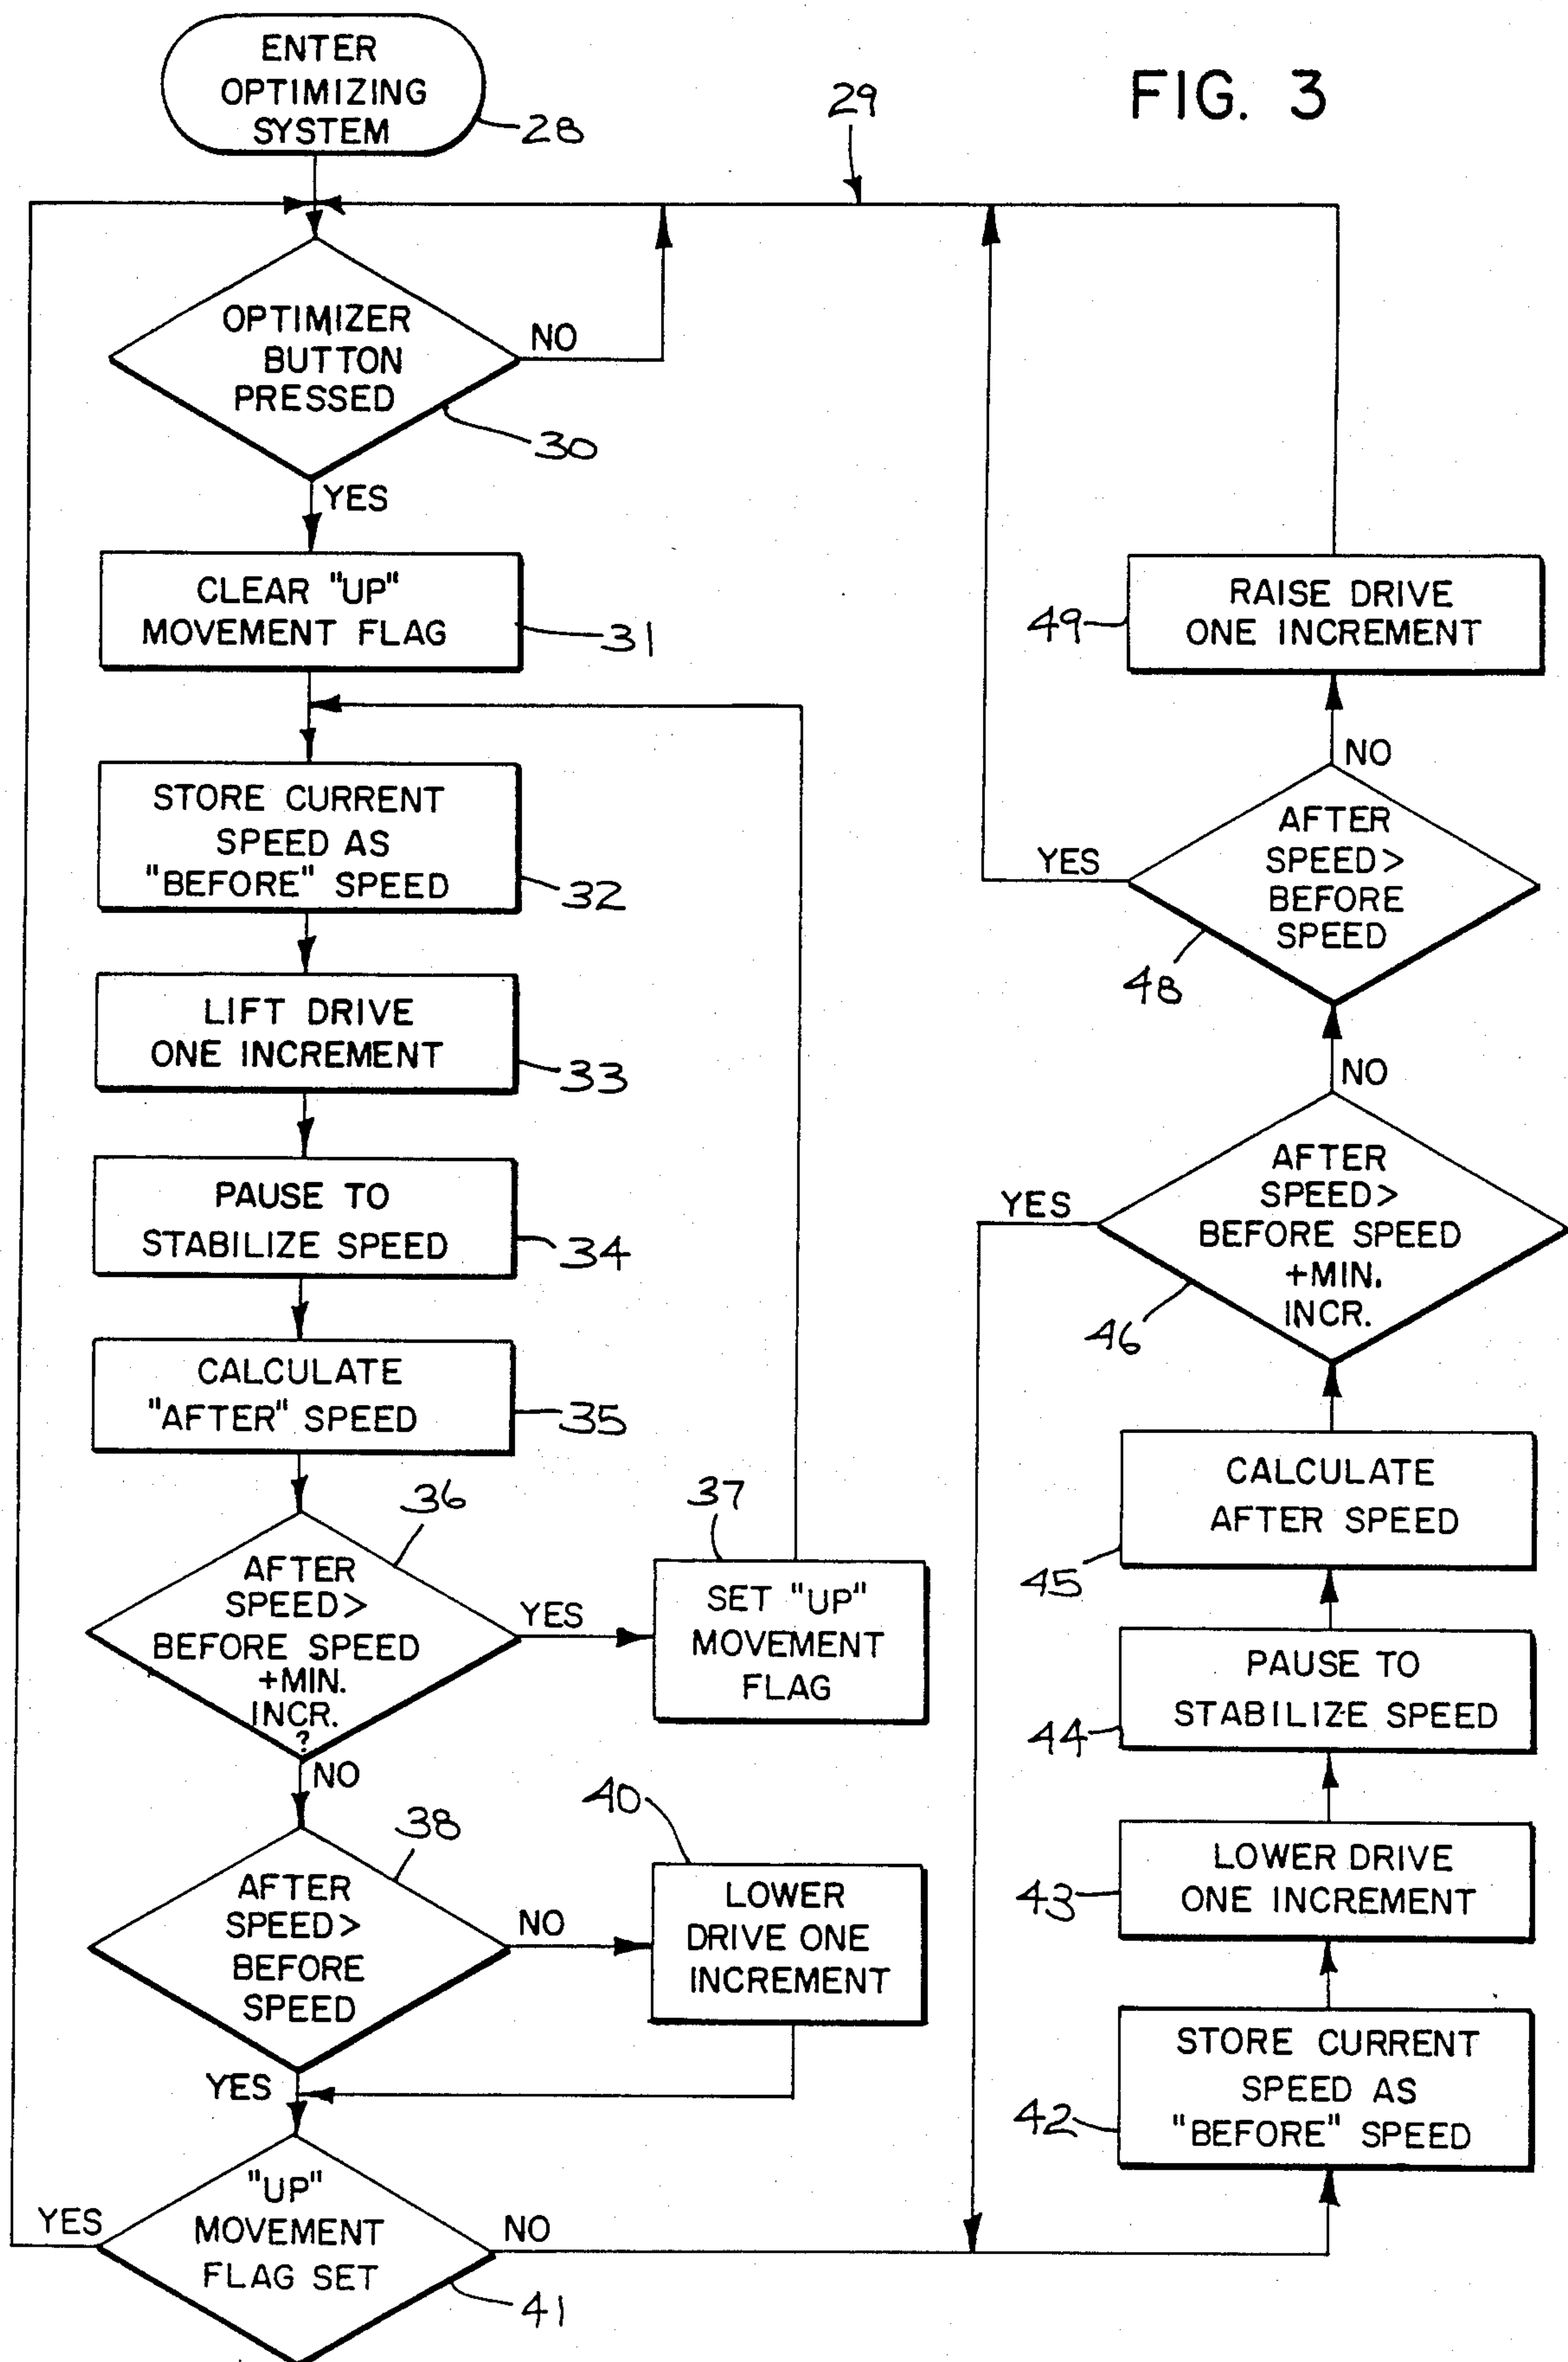 FIG. 3
ENTER
OPTIMIZING
SYSTEM
28
29
OPTIMIZER
BUTTON
PRESSED
NO
30
YES
CLEAR "UP"
MOVEMENT FLAG
31
STORE CURRENT
SPEED AS
"BEFORE" SPEED
32
LIFT DRIVE
ONE INCREMENT
33
PAUSE TO
STABILIZE SPEED
34
CALCULATE
"AFTER" SPEED
35
36
AFTER
SPEED>
BEFORE SPEED
+MIN.
INCR.
?
YES
37
SET "UP"
MOVEMENT
FLAG
NO
38
AFTER
SPEED>
BEFORE
SPEED
NO
40
LOWER
DRIVE ONE
INCREMENT
YES
"UP"
MOVEMENT
FLAG SET
YES
NO
41
STORE CURRENT
SPEED AS
"BEFORE" SPEED
42
LOWER DRIVE
ONE INCREMENT
43
PAUSE TO
STABILIZE SPEED
44
CALCULATE
AFTER SPEED
45
AFTER
SPEED>
BEFORE SPEED
+MIN.
INCR.
YES
46
NO
AFTER
SPEED>
BEFORE
SPEED
YES
48
NO
RAISE DRIVE
ONE INCREMENT
49